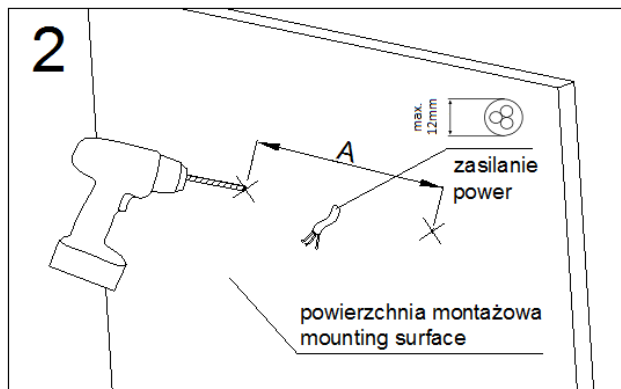 2
max.
12mm
A
zasilanie
power
powierzchnia montażowa
mounting surface